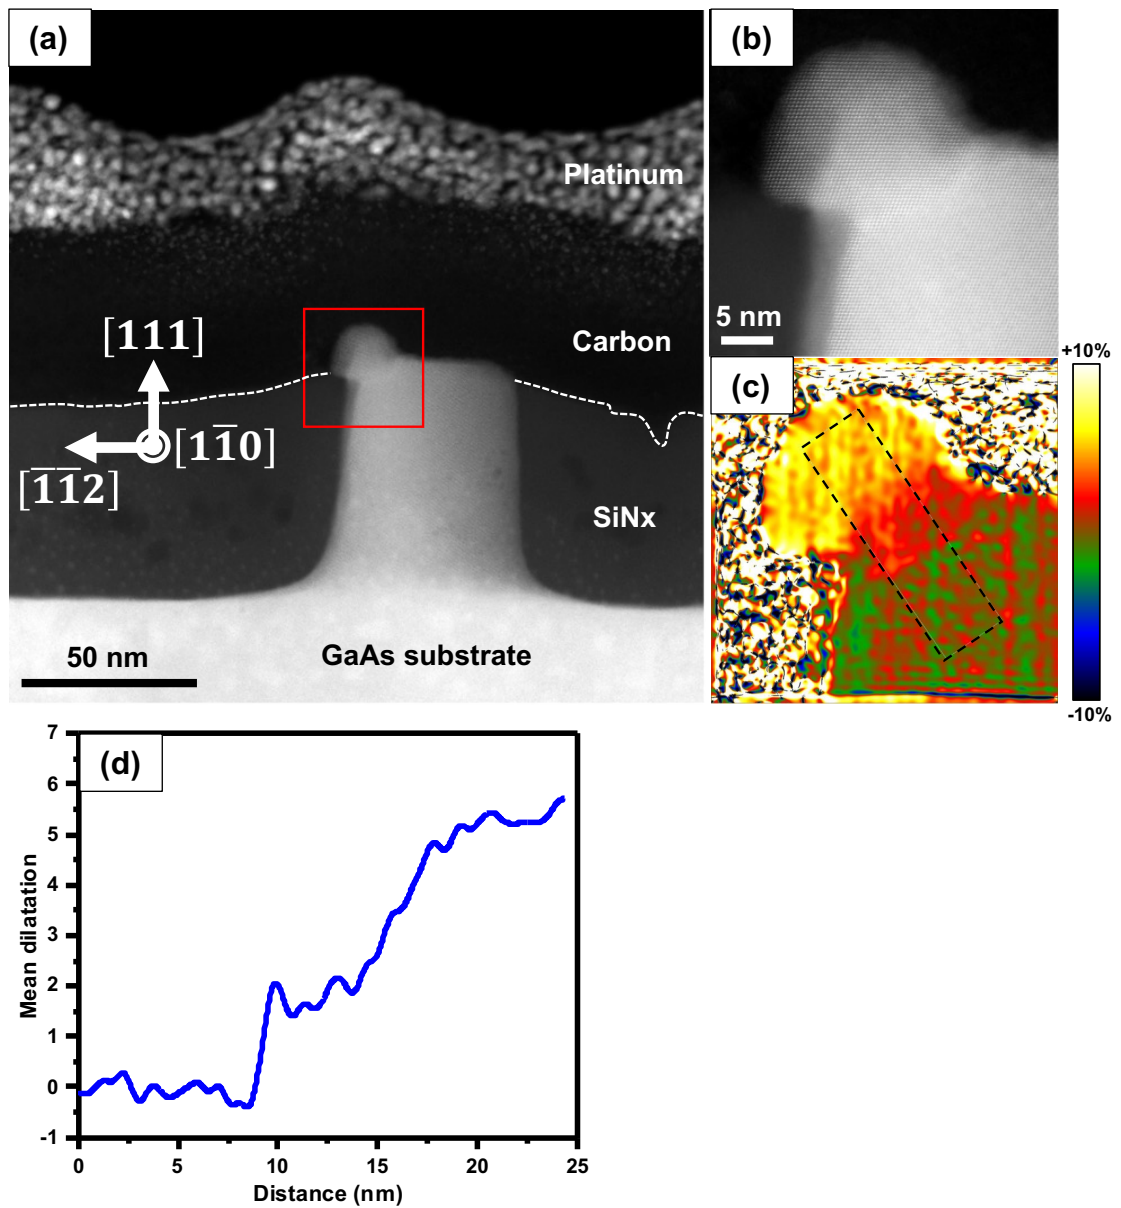 (a)
Platinum
Carbon
[111]
[11̅0]
[1̅1̅2]
SiNx
50 nm
GaAs substrate
(b)
5 nm
(c)
+10%
-10%
(d)
Mean dilatation
7
6
5
4
3
2
1
0
-1
0 5 10 15 20 25
Distance (nm)